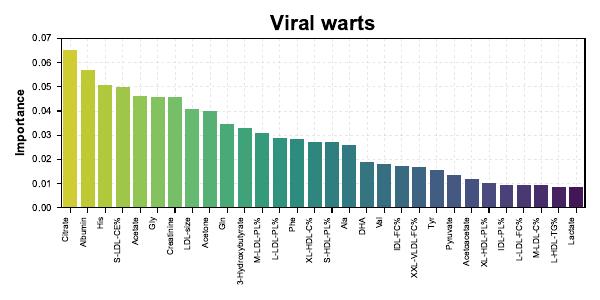 Viral warts
Importance
0.07
0.06
0.05
0.04
0.03
0.02
0.01
0.00
Citrate
Albumin
His
S-LDL-CE%
Acetate
Gly
Creatinine
LDL-size
Acetone
Gln
3-Hydroxybutyrate
M-LDL-PL%
L-LDL-PL%
Phe
XL-HDL-C%
S-HDL-PL%
Ala
DHA
Val
IDL-FC%
XXL-VLDL-FC%
Tyr
Pyruvate
Acetoacetate
XL-HDL-PL%
IDL-PL%
L-LDL-FC%
M-LDL-C%
L-HDL-TG%
Lactate